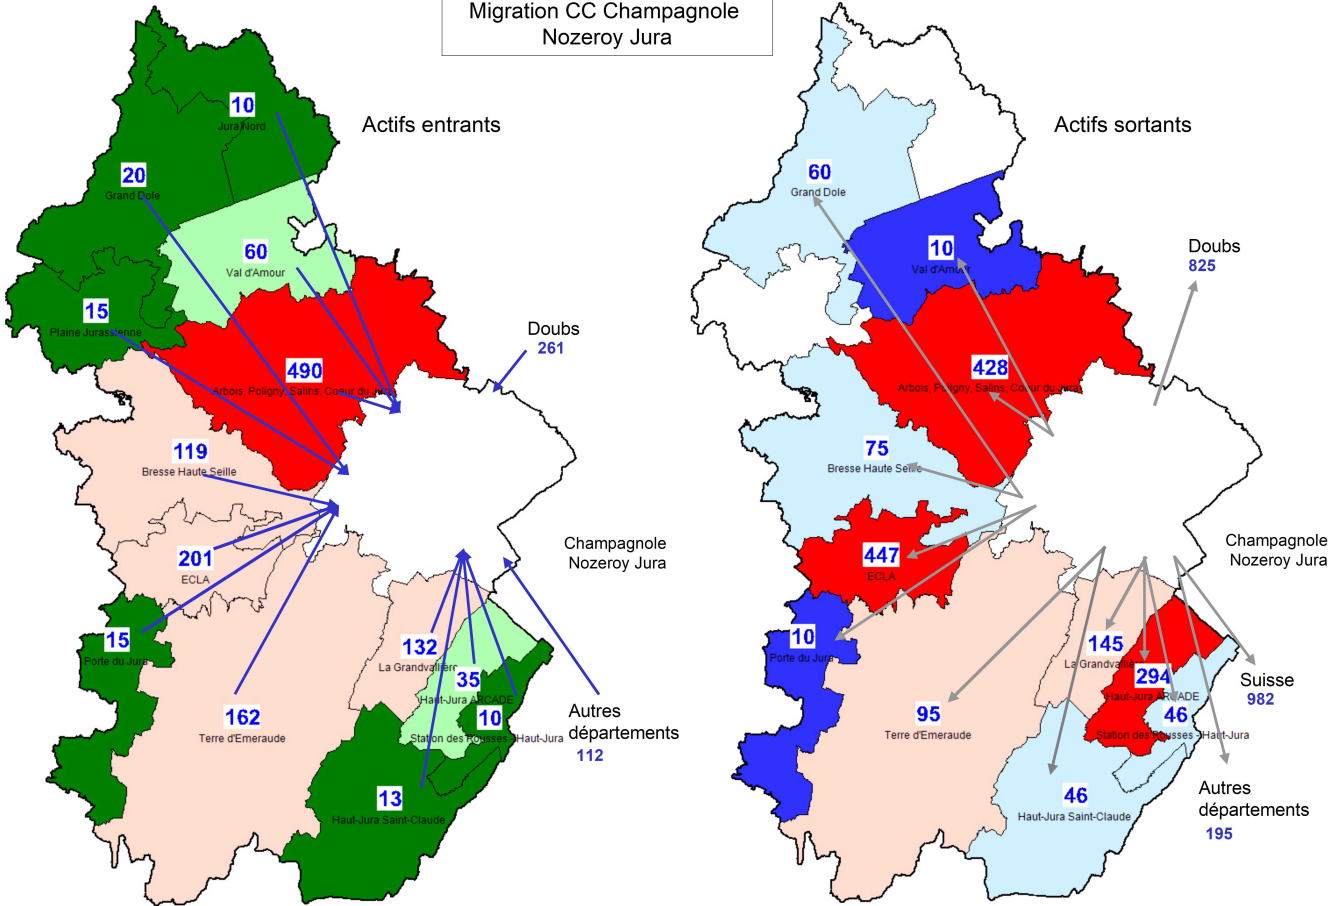 Migration CC Champagnole
Nozeroy Jura
Actifs entrants
10
Jura Nord
20
Grand Dole
60
Val d'Amour
15
Plaine Jurassienne
490
Arbois, Poligny, Salins, Coeur du Jura
Doubs
261
119
Bresse Haute Seille
201
ECLA
Champagnole
Nozeroy Jura
15
Porte du Jura
132
La Grandvallière
35
Haut-Jura ARCADE
10
Station des Rousses - Haut-Jura
162
Terre d'Emeraude
Autres
départements
112
13
Haut-Jura Saint-Claude
Actifs sortants
60
Grand Dole
10
Val d'Amour
Doubs
825
428
Arbois, Poligny, Salins, Coeur du Jura
75
Bresse Haute Seille
447
ECLA
Champagnole
Nozeroy Jura
10
Porte du Jura
145
La Grandvallière
294
Haut-Jura ARCADE
Suisse
982
46
Station des Rousses - Haut-Jura
95
Terre d'Emeraude
46
Haut-Jura Saint-Claude
Autres
départements
195